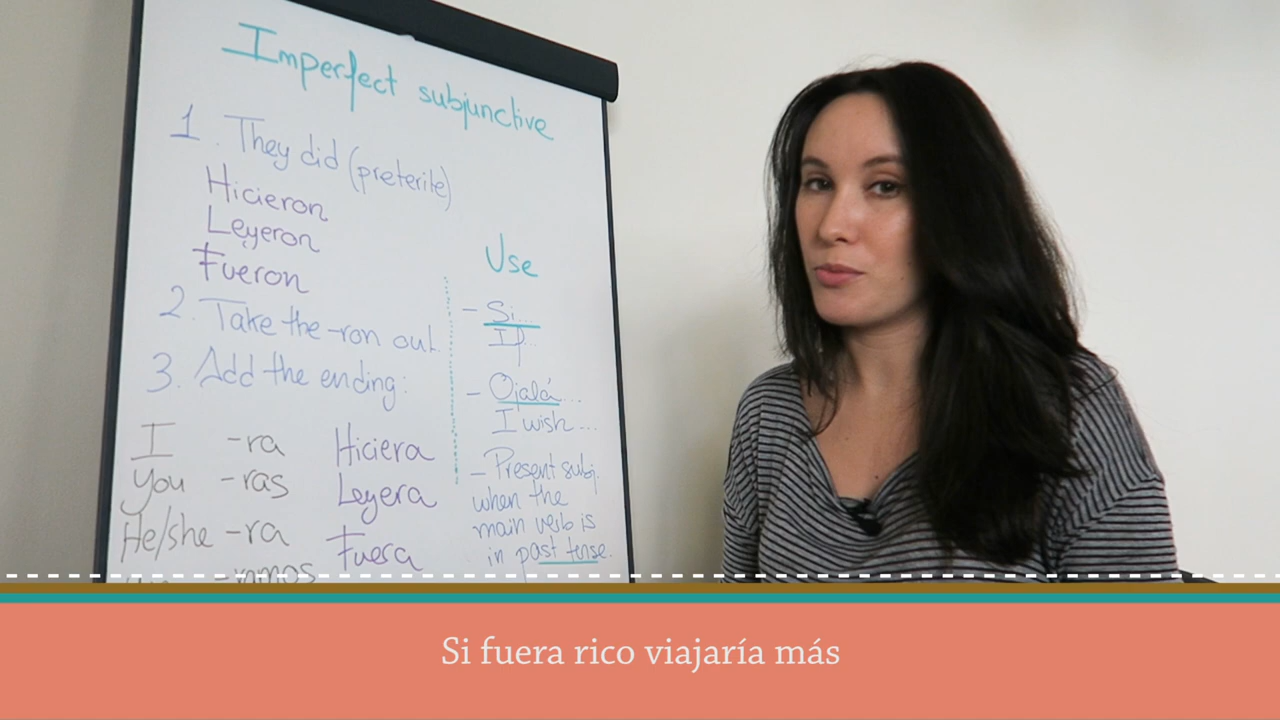 Imperfect subjunctive
1. They did (preterite)
Hicieron
Leyeron
Fueron
2. Take the -ron out
3. Add the ending:
I -ra Hiciera
You -ras Leyera
He/she -ra Fuera
Use
- Si...
If...
- Ojalá...
I wish...
- Present subj.
when the
main verb is
in past tense.
Si fuera rico viajaría más